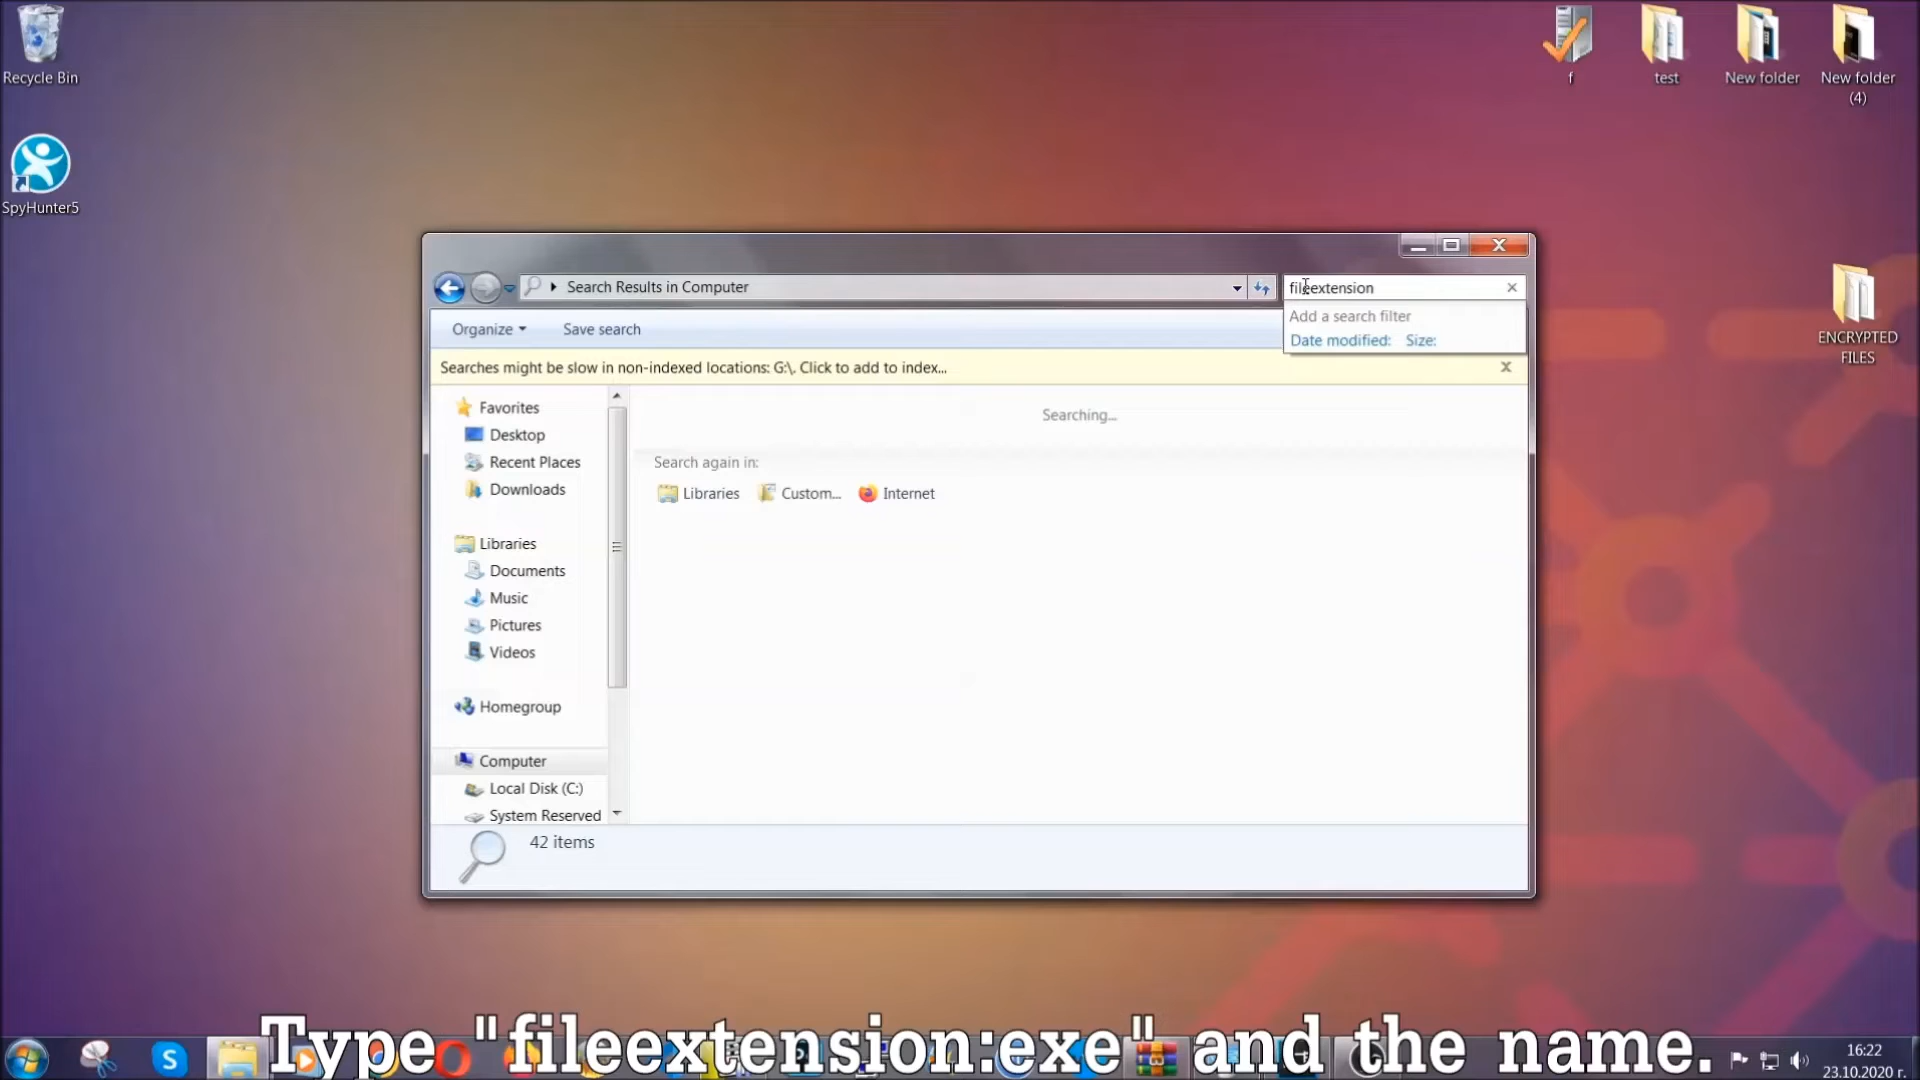 Recycle Bin
SpyHunter5
f
test
New folder
New folder
(4)
ENCRYPTED
FILES
Search Results in Computer
fileextension
Add a search filter
Date modified: Size:
Organize
Save search
Searches might be slow in non-indexed locations: G:\. Click to add to index...
Favorites
Desktop
Recent Places
Downloads
Libraries
Documents
Music
Pictures
Videos
Homegroup
Computer
Local Disk (C:)
System Reserved
Searching...
Search again in:
Libraries
Custom...
Internet
42 items
Type "fileextension:exe" and the name.
16:22
23.10.2020 г.